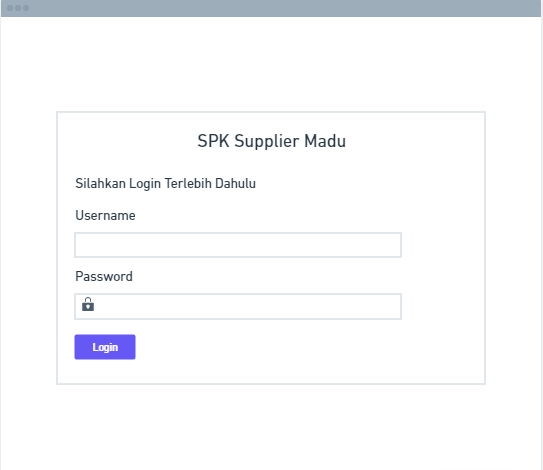 SPK Supplier Madu
Silahkan Login Terlebih Dahulu
Username
Password
Login